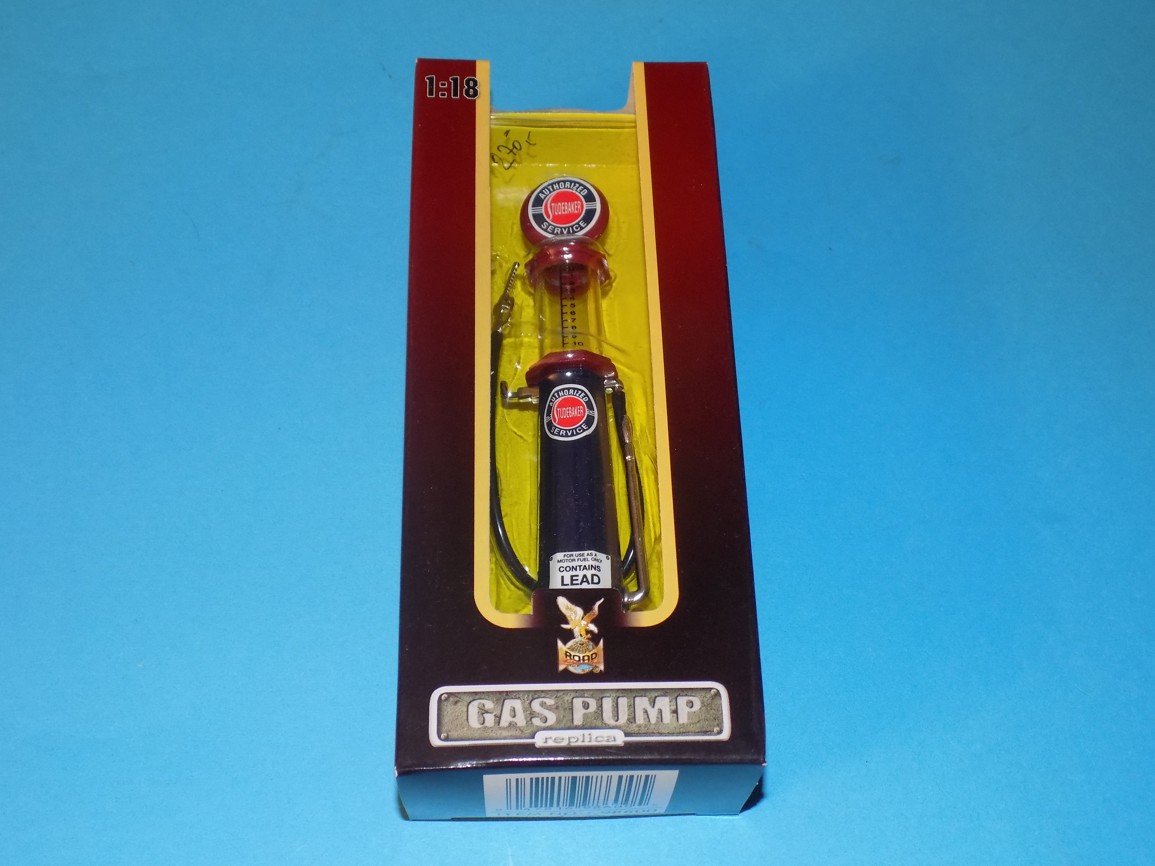 1:18
AUTHORIZED
STUDEBAKER
SERVICE
AUTHORIZED
STUDEBAKER
SERVICE
FOR USE AS A
MOTOR FUEL ONLY
CONTAINS
LEAD
ROAD
GAS PUMP
replica